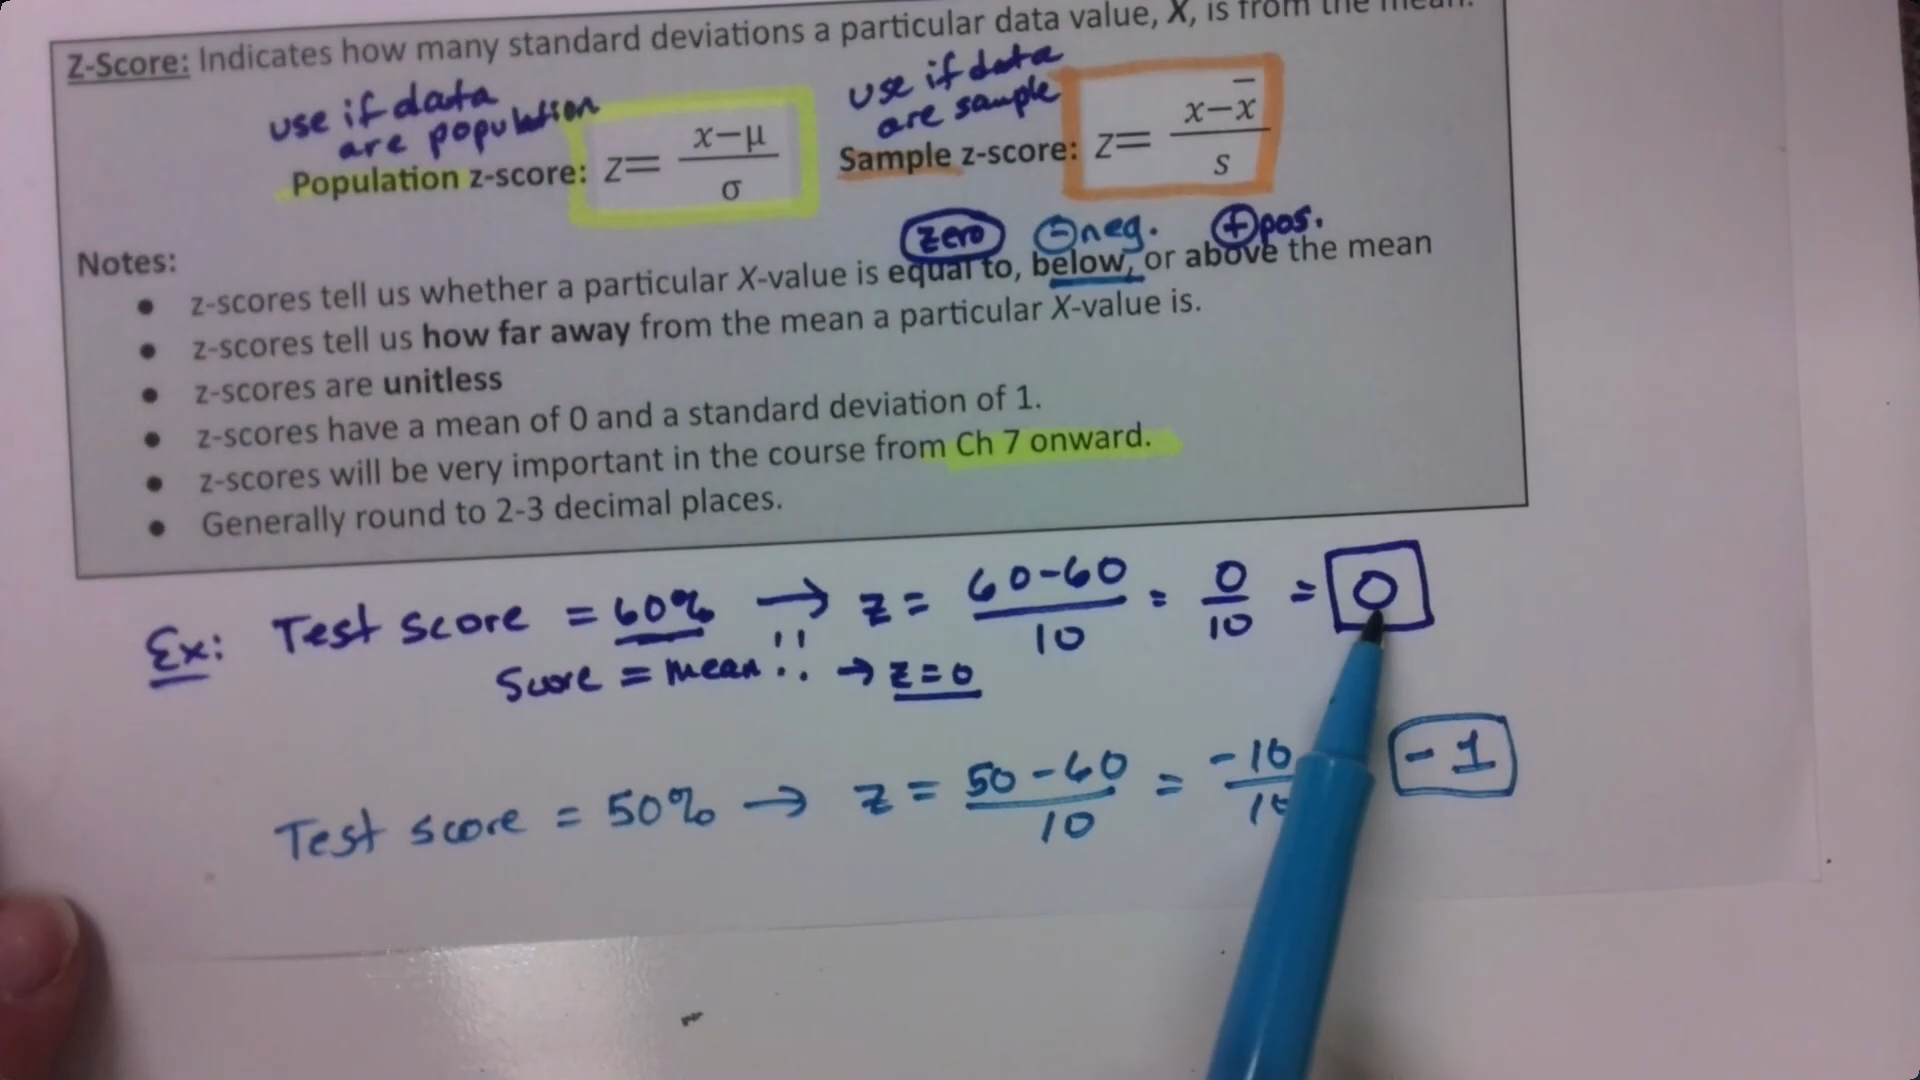 Z-Score: Indicates how many standard deviations a particular data value, X, is from the mean.
use if data
are population
use if data
are sample
Population z-score: z= x−μ / σ
Sample z-score: z= x−x̄ / s
zero ⊖neg. ⊕pos.
Notes:
• z-scores tell us whether a particular X-value is equal to, below, or above the mean
• z-scores tell us how far away from the mean a particular X-value is.
• z-scores are unitless
• z-scores have a mean of 0 and a standard deviation of 1.
• z-scores will be very important in the course from Ch 7 onward.
• Generally round to 2-3 decimal places.
Ex: Test score = 60% → z = 60-60 / 10 = 0 / 10 = 0
Score = mean!! → z=0
Test score = 50% → z = 50-60 / 10 = -10 / 10 -1